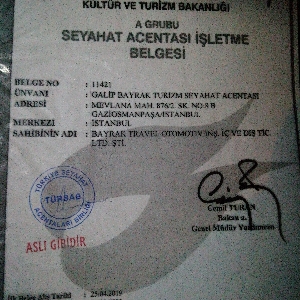 KÜLTÜR VE TURİZM BAKANLIĞI
A GRUBU
SEYAHAT ACENTASI İŞLETME
BELGESİ
BELGE NO : 11421
ÜNVANI : GALİP BAYRAK TURİZM SEYAHAT ACENTASI
ADRESİ : MEVLANA MAH. 876/2. SK. NO:8 B
GAZİOSMANPAŞA/İSTANBUL
MERKEZİ : İSTANBUL
SAHİBİNİN ADI : BAYRAK TRAVEL OTOMOTİV İNŞ. İÇ VE DIŞ TİC.
LTD. ŞTİ.
TÜRKİYE SEYAHAT
TÜRSAB
ACENTALARI BİRLİĞİ
ASLI GİBİDİR
Cemil TURAN
Bakan a.
Genel Müdür Yardımcısı
İlk Belge Alış Tarihi : 25.04.2019